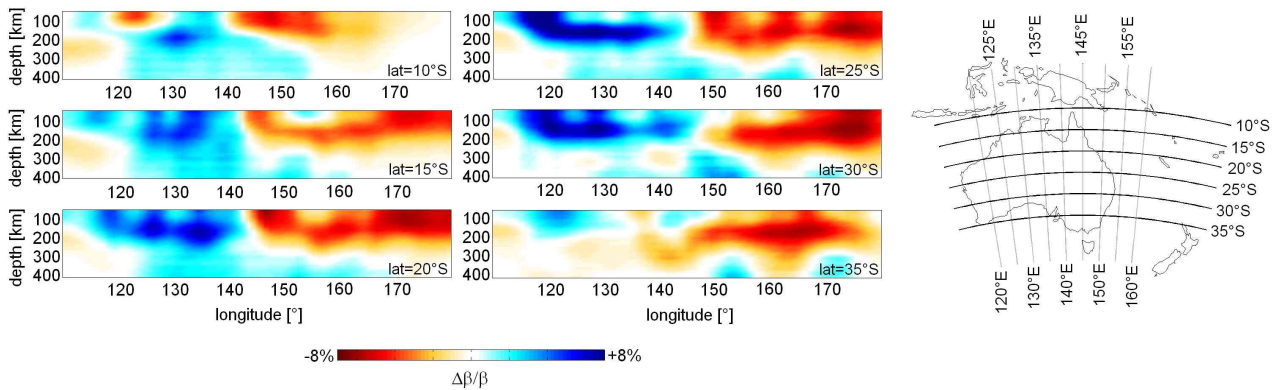 depth [km]
100
200
300
400
lat=10°S
120 130 140 150 160 170
depth [km]
100
200
300
400
lat=15°S
120 130 140 150 160 170
depth [km]
100
200
300
400
lat=20°S
120 130 140 150 160 170
longitude [°]
100
200
300
400
lat=25°S
120 130 140 150 160 170
100
200
300
400
lat=30°S
120 130 140 150 160 170
100
200
300
400
lat=35°S
120 130 140 150 160 170
longitude [°]
-8% +8%
Δβ/β
125°E
135°E
145°E
155°E
10°S
15°S
20°S
25°S
30°S
35°S
120°E
130°E
140°E
150°E
160°E